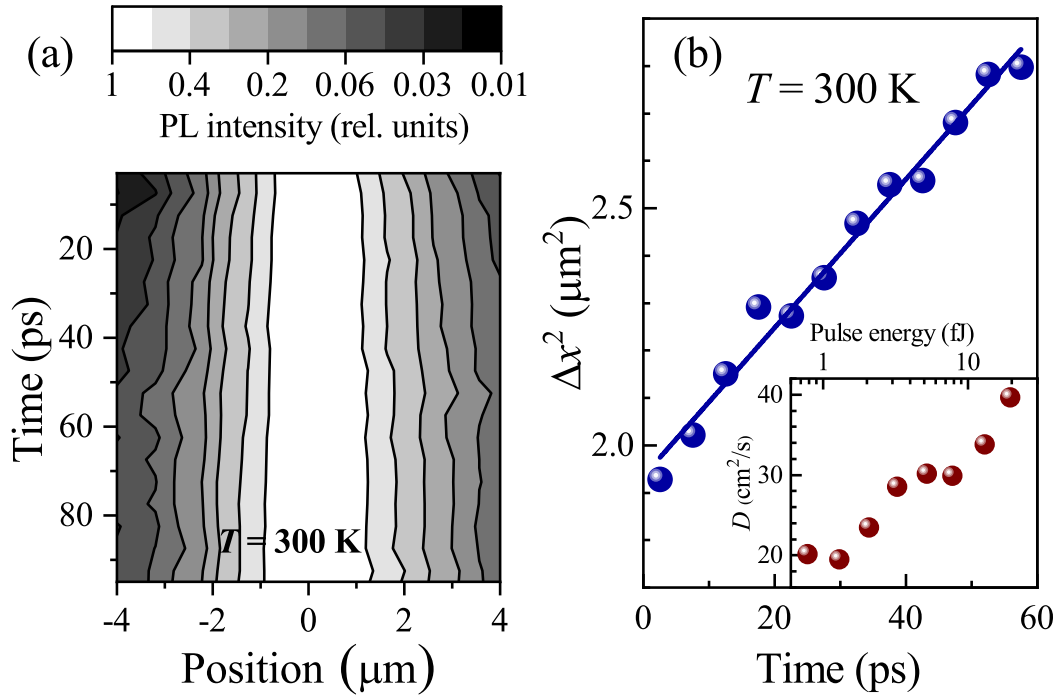 (a)
1 0.4 0.2 0.06 0.03 0.01
PL intensity (rel. units)
20
40
60
80
Time (ps)
T = 300 K
-4 -2 0 2 4
Position (μm)
(b)
T = 300 K
2.5
2.0
Δx² (μm²)
Pulse energy (fJ)
1 10
40
30
20
D (cm²/s)
0 20 40 60
Time (ps)